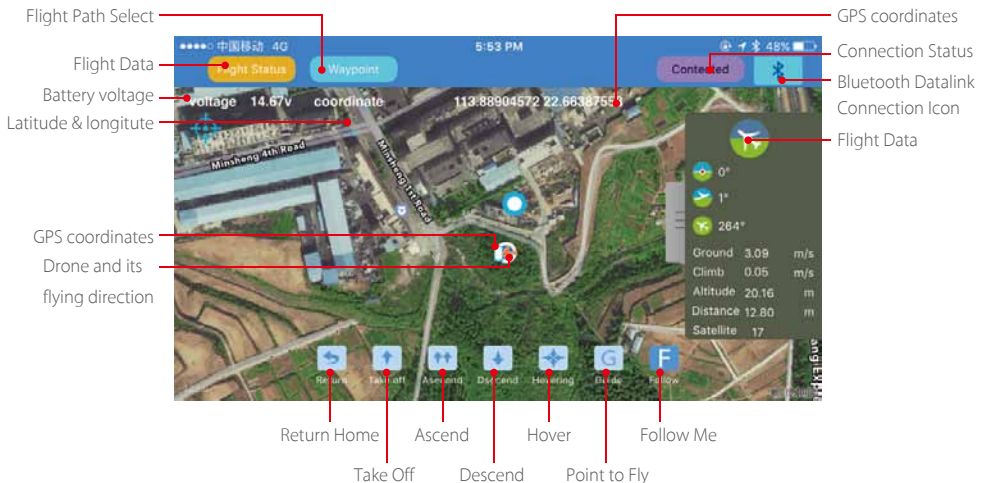 Flight Path Select
GPS coordinates
中国移动 4G
5:53 PM
48%
Flight Data
Flight Status
Waypoint
Contected
Connection Status
Bluetooth Datalink
Connection Icon
Battery voltage
Voltage 14.67v coordinate 113.88904572 22.66387553
Latitude & longitute
Flight Data
Minsheng 4th Road
Minsheng 1st Road
0°
1°
264°
GPS coordinates
Drone and its
flying direction
Ground 3.09 m/s
Climb 0.05 m/s
Altitude 20.16 m
Distance 12.80 m
Satellite 17
G
F
Return
Take off
Asecend
Dsecend
Hovering
Guide
Follow
Return Home
Ascend
Hover
Follow Me
Take Off
Descend
Point to Fly